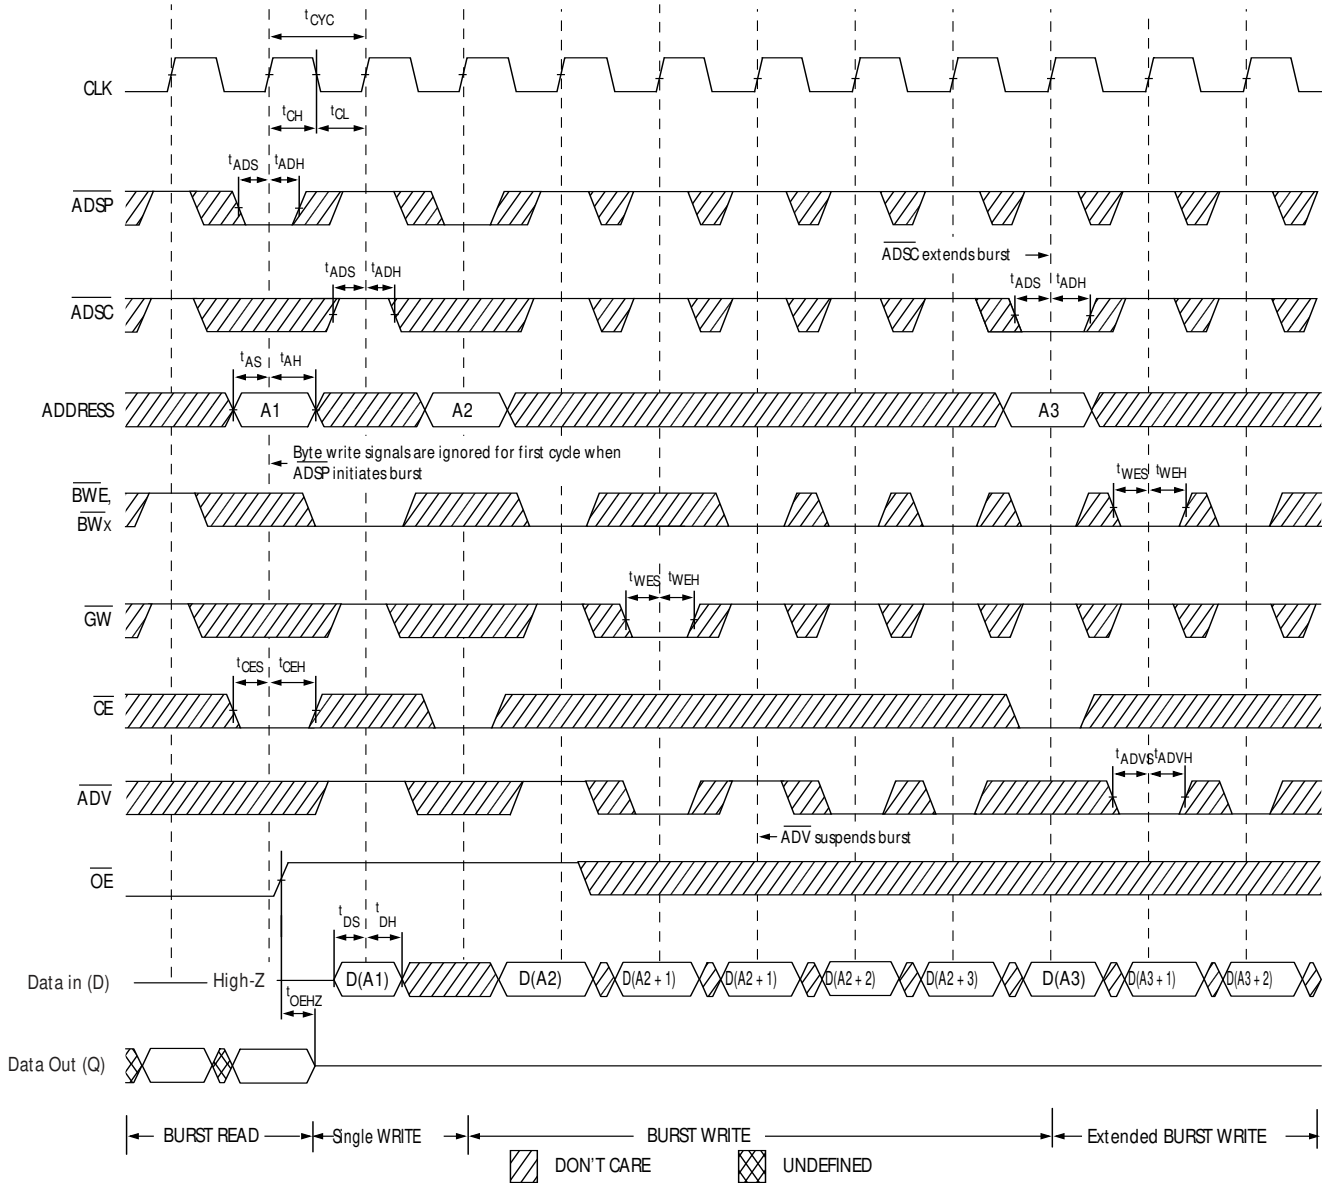 tCYC
CLK
tCH
tCL
tADS
tADH
ADSP
ADSC extends burst
tADS
tADH
tADS
tADH
ADSC
tAS
tAH
ADDRESS
A1
A2
A3
Byte write signals are ignored for first cycle when
ADSP initiates burst
BWE,
BWX
tWES
tWEH
tWES
tWEH
GW
tCES
tCEH
CE
tADVS
tADVH
ADV
ADV suspends burst
OE
tDS
tDH
Data in (D)
High-Z
D(A1)
D(A2)
D(A2 + 1)
D(A2 + 1)
D(A2 + 2)
D(A2 + 3)
D(A3)
D(A3 + 1)
D(A3 + 2)
tOEHZ
Data Out (Q)
BURST READ
Single WRITE
BURST WRITE
Extended BURST WRITE
DON'T CARE
UNDEFINED